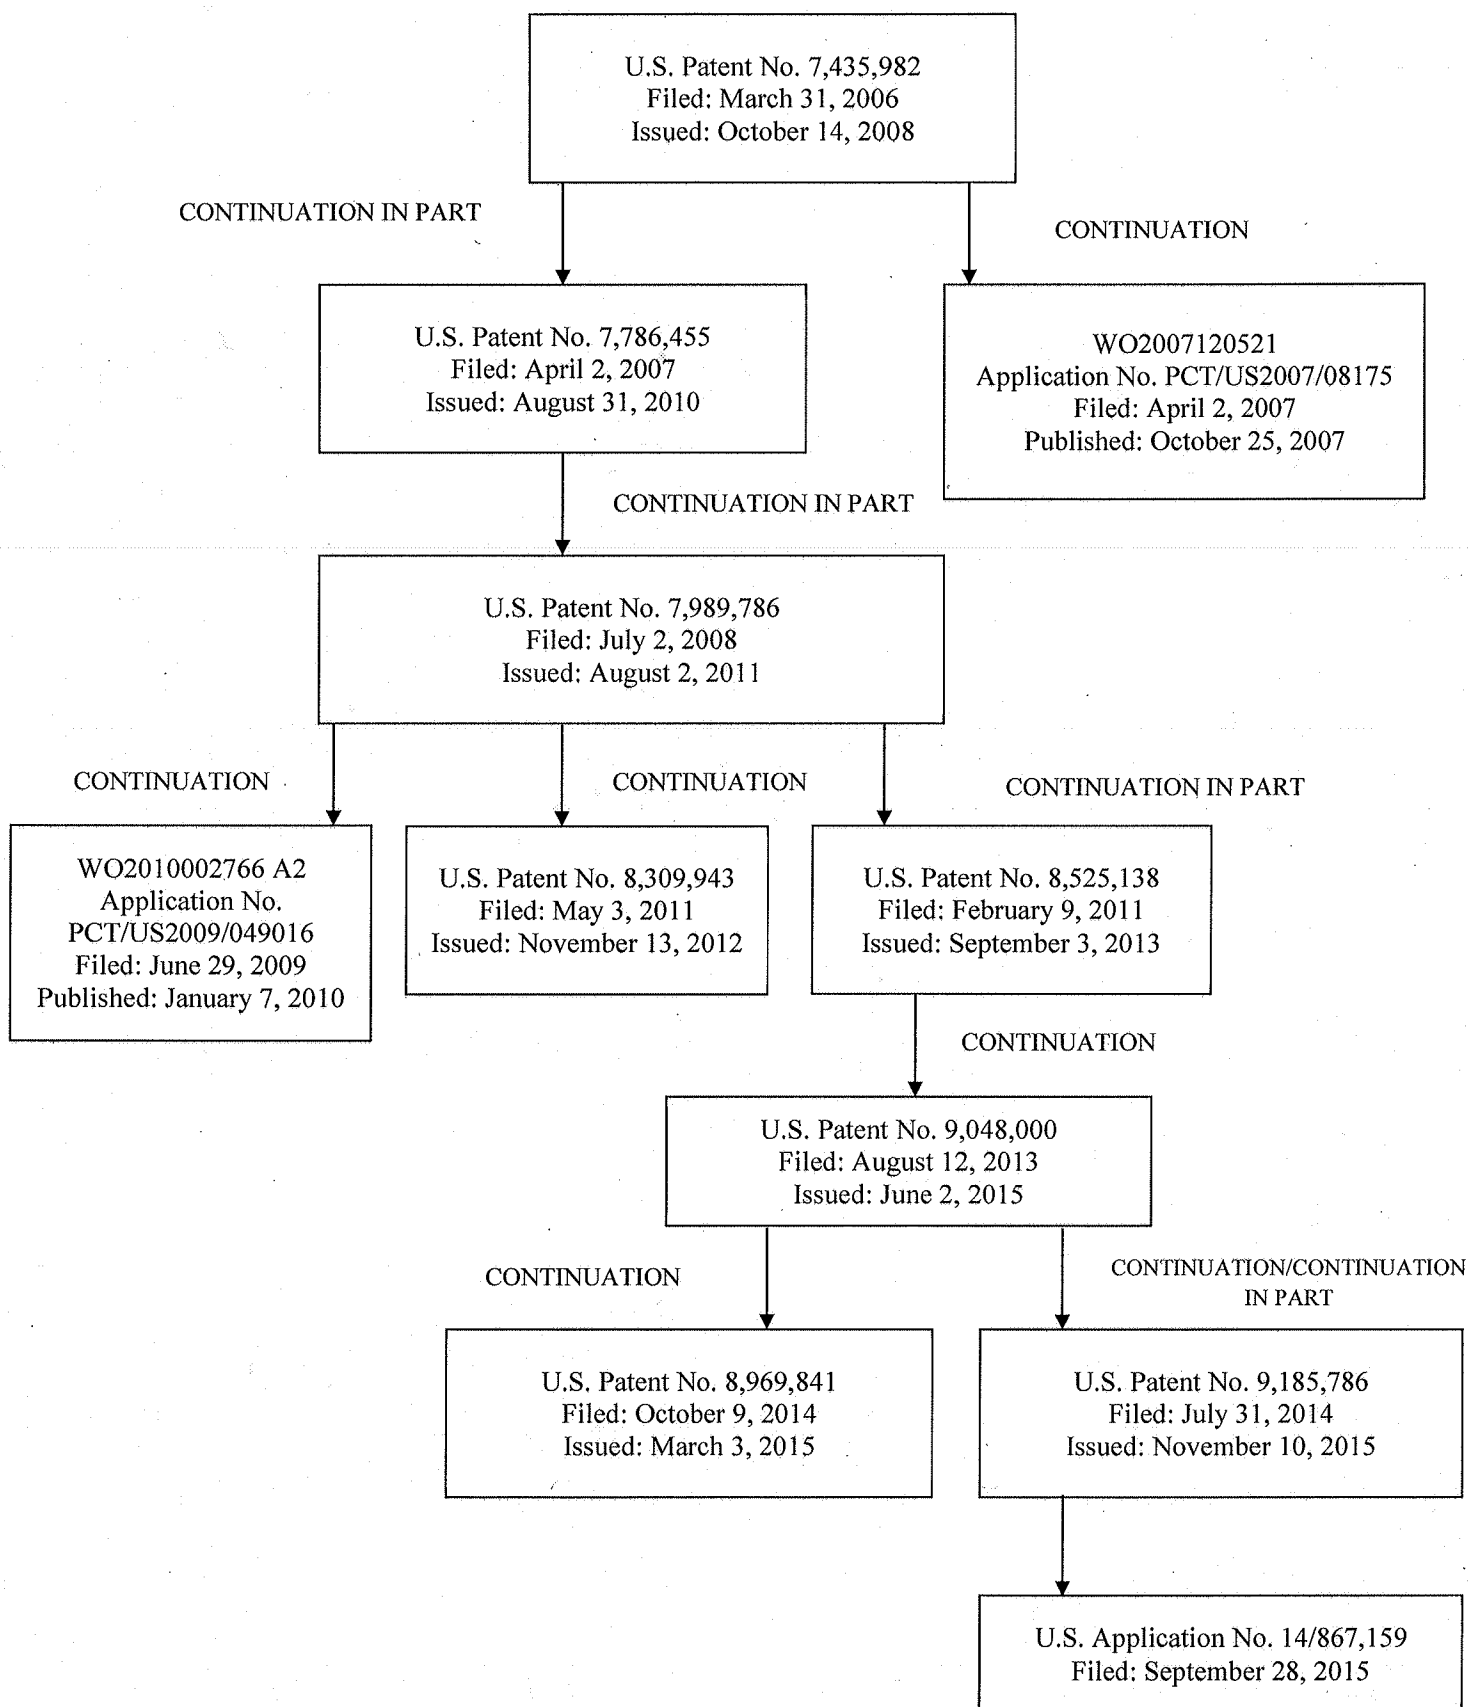 U.S. Patent No. 7,435,982
Filed: March 31, 2006
Issued: October 14, 2008
CONTINUATION IN PART
CONTINUATION
U.S. Patent No. 7,786,455
Filed: April 2, 2007
Issued: August 31, 2010
WO2007120521
Application No. PCT/US2007/08175
Filed: April 2, 2007
Published: October 25, 2007
CONTINUATION IN PART
U.S. Patent No. 7,989,786
Filed: July 2, 2008
Issued: August 2, 2011
CONTINUATION
CONTINUATION
CONTINUATION IN PART
WO2010002766 A2
Application No.
PCT/US2009/049016
Filed: June 29, 2009
Published: January 7, 2010
U.S. Patent No. 8,309,943
Filed: May 3, 2011
Issued: November 13, 2012
U.S. Patent No. 8,525,138
Filed: February 9, 2011
Issued: September 3, 2013
CONTINUATION
U.S. Patent No. 9,048,000
Filed: August 12, 2013
Issued: June 2, 2015
CONTINUATION
CONTINUATION/CONTINUATION
IN PART
U.S. Patent No. 8,969,841
Filed: October 9, 2014
Issued: March 3, 2015
U.S. Patent No. 9,185,786
Filed: July 31, 2014
Issued: November 10, 2015
U.S. Application No. 14/867,159
Filed: September 28, 2015